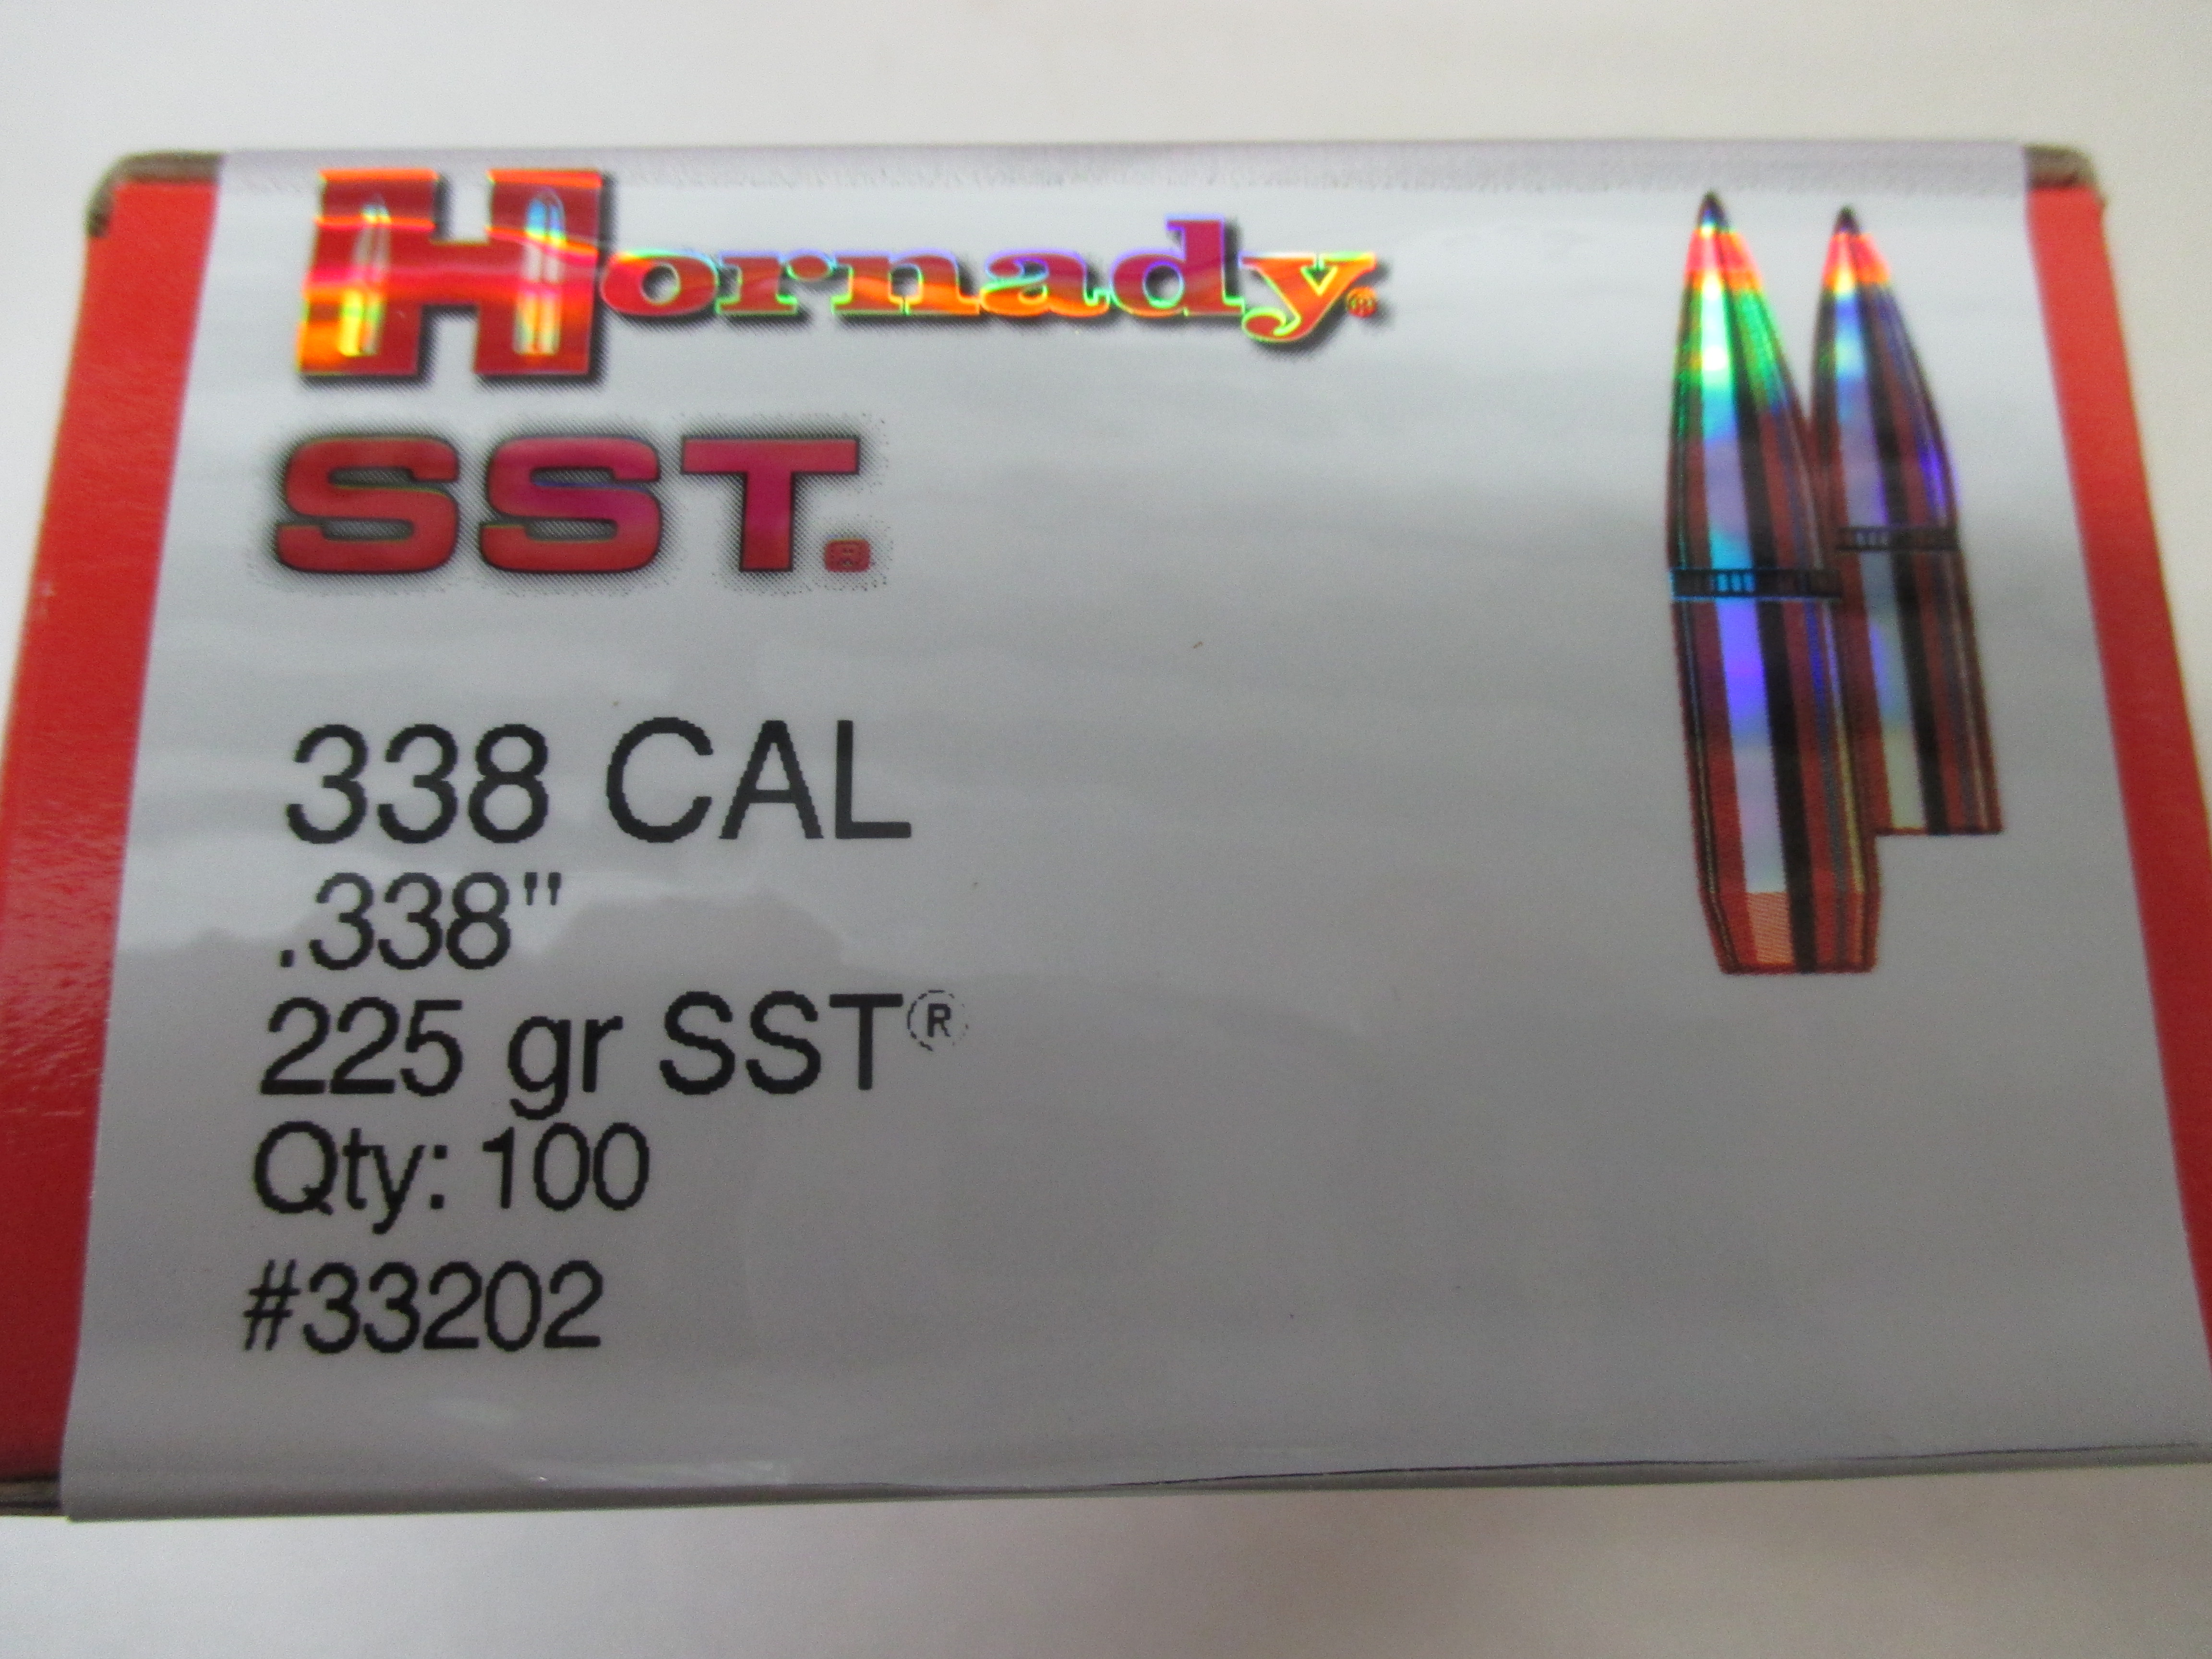 Hornady®
SST®
338 CAL
.338"
225 gr SST®
Qty: 100
#33202